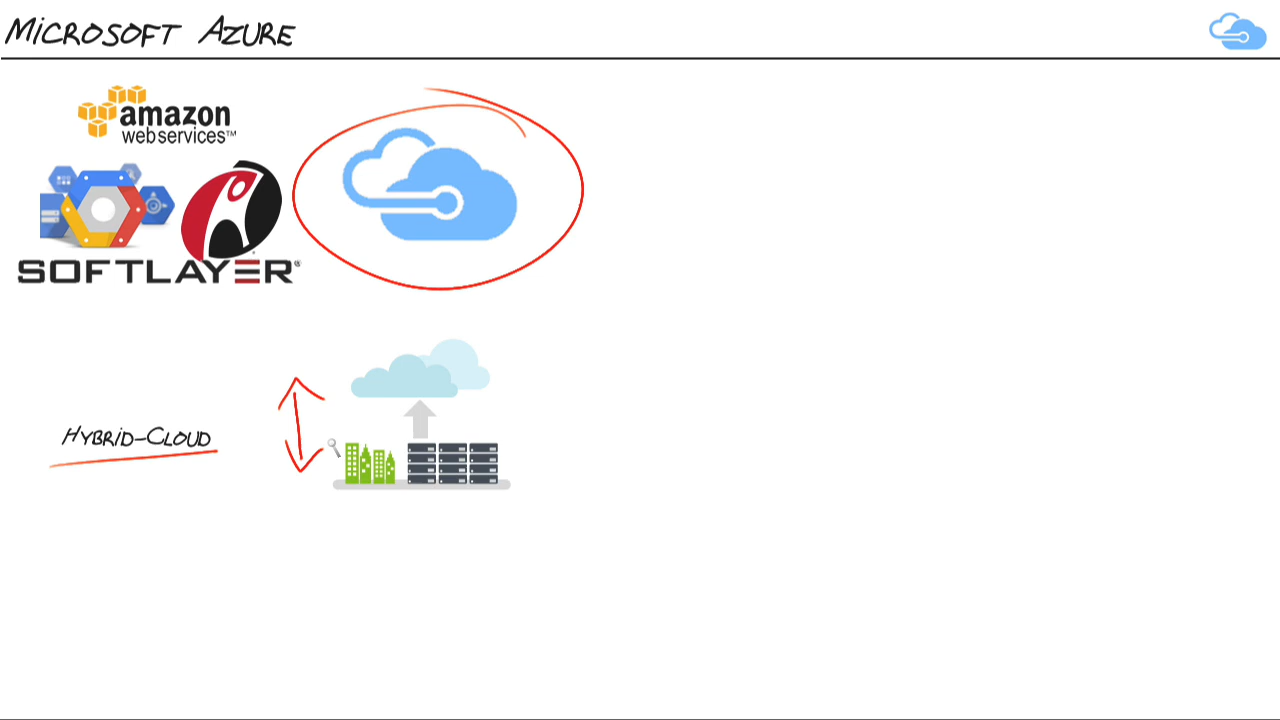 Microsoft Azure
amazon
webservices™
SOFTLAYER®
Hybrid-Cloud